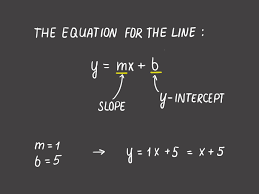 THE EQUATION FOR THE LINE :
y = mx + b
SLOPE
y-INTERCEPT
m = 1
b = 5
→ y = 1x + 5 = x + 5